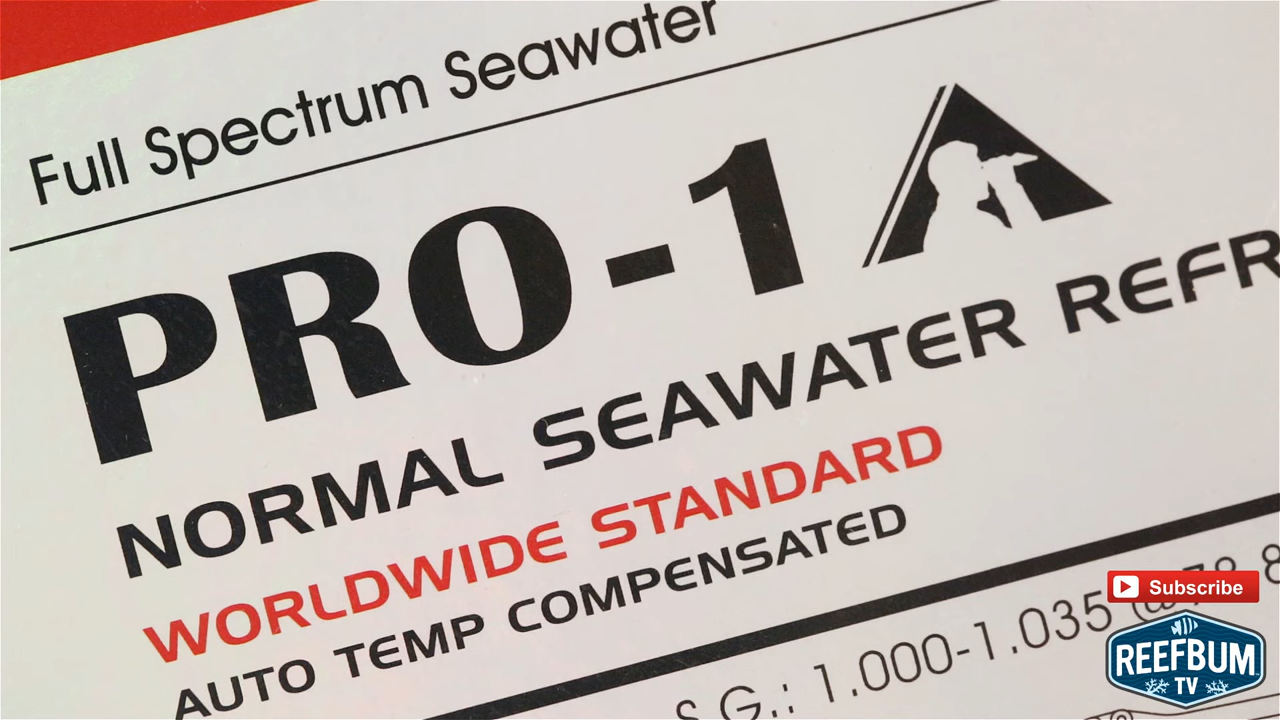 Full Spectrum Seawater
PRO-1
NORMAL SEAWATER REFR
WORLDWIDE STANDARD
AUTO TEMP COMPENSATED
S.G.: 1.000-1.035 @
Subscribe
REEFBUM
TV